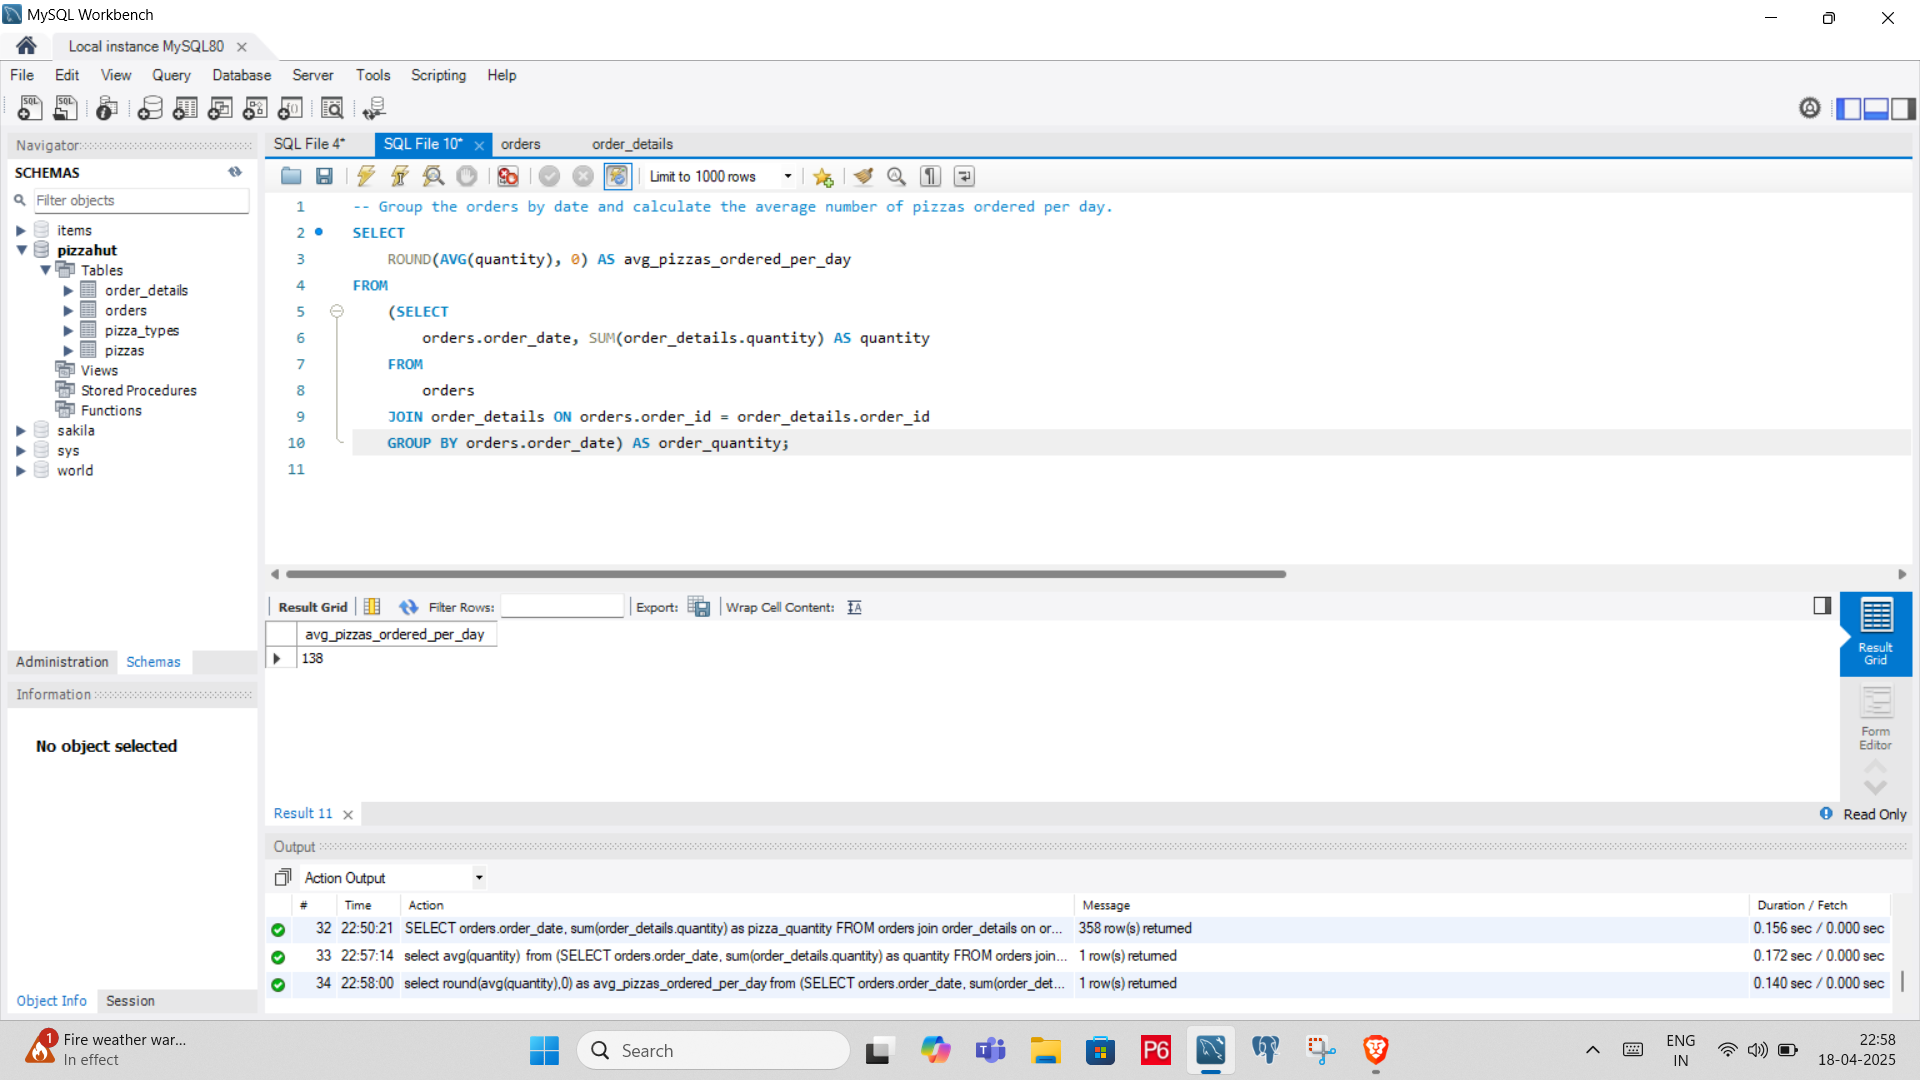 MySQL Workbench
Local instance MySQL80
File Edit View Query Database Server Tools Scripting Help
Navigator
SCHEMAS
Filter objects
items
pizzahut
Tables
order_details
orders
pizza_types
pizzas
Views
Stored Procedures
Functions
sakila
sys
world
Administration Schemas
Information
No object selected
Object Info Session
SQL File 4* SQL File 10* orders order_details
Limit to 1000 rows
1 -- Group the orders by date and calculate the average number of pizzas ordered per day.
2 SELECT
3 ROUND(AVG(quantity), 0) AS avg_pizzas_ordered_per_day
4 FROM
5 (SELECT
6 orders.order_date, SUM(order_details.quantity) AS quantity
7 FROM
8 orders
9 JOIN order_details ON orders.order_id = order_details.order_id
10 GROUP BY orders.order_date) AS order_quantity;
11
Result Grid Filter Rows: Export: Wrap Cell Content:
avg_pizzas_ordered_per_day
138
Result Grid
Form Editor
Result 11
Read Only
Output
Action Output
# Time Action Message Duration / Fetch
32 22:50:21 SELECT orders.order_date, sum(order_details.quantity) as pizza_quantity FROM orders join order_details on or... 358 row(s) returned 0.156 sec / 0.000 sec
33 22:57:14 select avg(quantity) from (SELECT orders.order_date, sum(order_details.quantity) as quantity FROM orders join... 1 row(s) returned 0.172 sec / 0.000 sec
34 22:58:00 select round(avg(quantity),0) as avg_pizzas_ordered_per_day from (SELECT orders.order_date, sum(order_det... 1 row(s) returned 0.140 sec / 0.000 sec
1
Fire weather war...
In effect
Search
P6
ENG
IN
22:58
18-04-2025